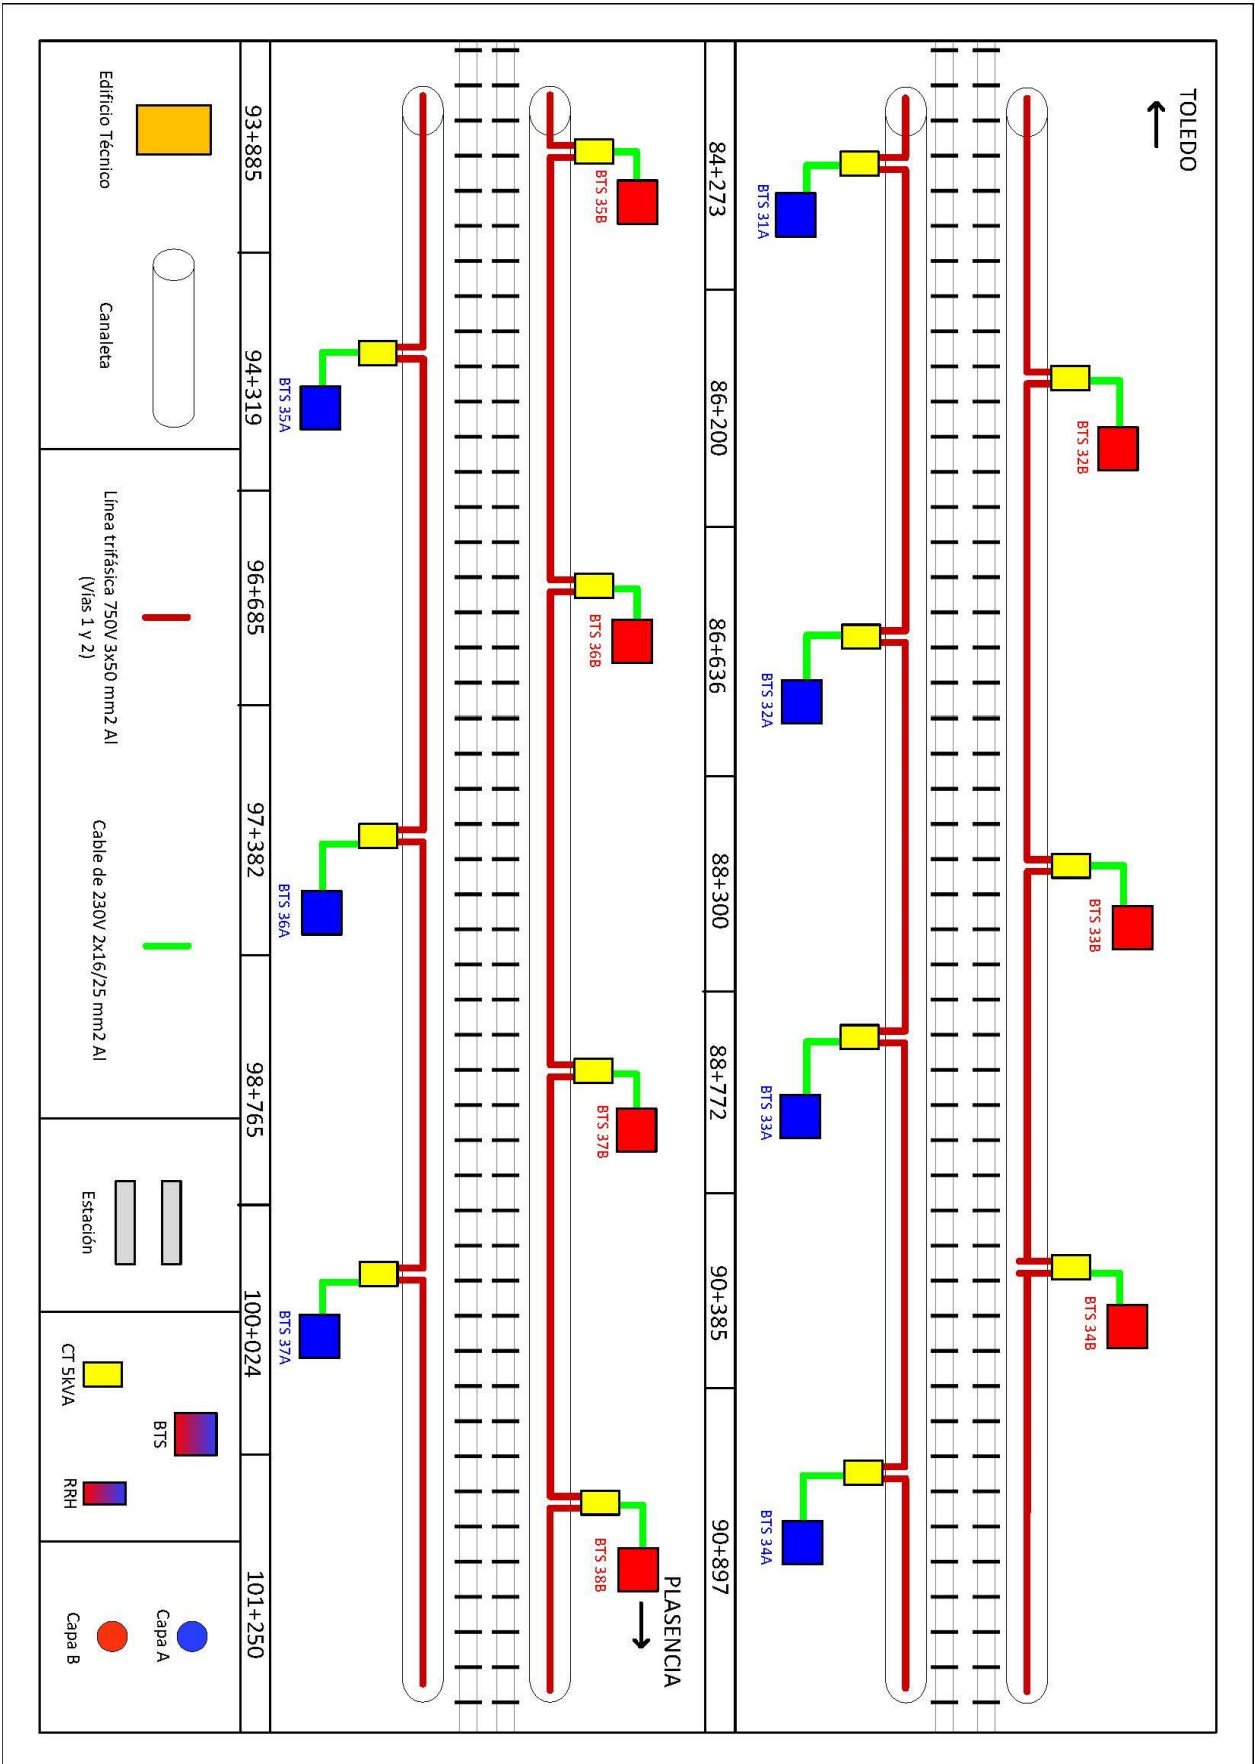 TOLEDO
BTS 32B
BTS 33B
BTS 34B
BTS 31A
BTS 32A
BTS 33A
BTS 34A
84+273
86+200
86+636
88+300
88+772
90+385
90+897
PLASENCIA
BTS 35B
BTS 36B
BTS 37B
BTS 38B
BTS 35A
BTS 36A
BTS 37A
93+885
94+319
96+685
97+382
98+765
100+024
101+250
Edificio Técnico
Canaleta
Línea trifásica 750V 3x50 mm2 Al
(Vías 1 y 2)
Cable de 230V 2x16/25 mm2 Al
Estación
BTS
CT 5kVA
RRH
Capa A
Capa B